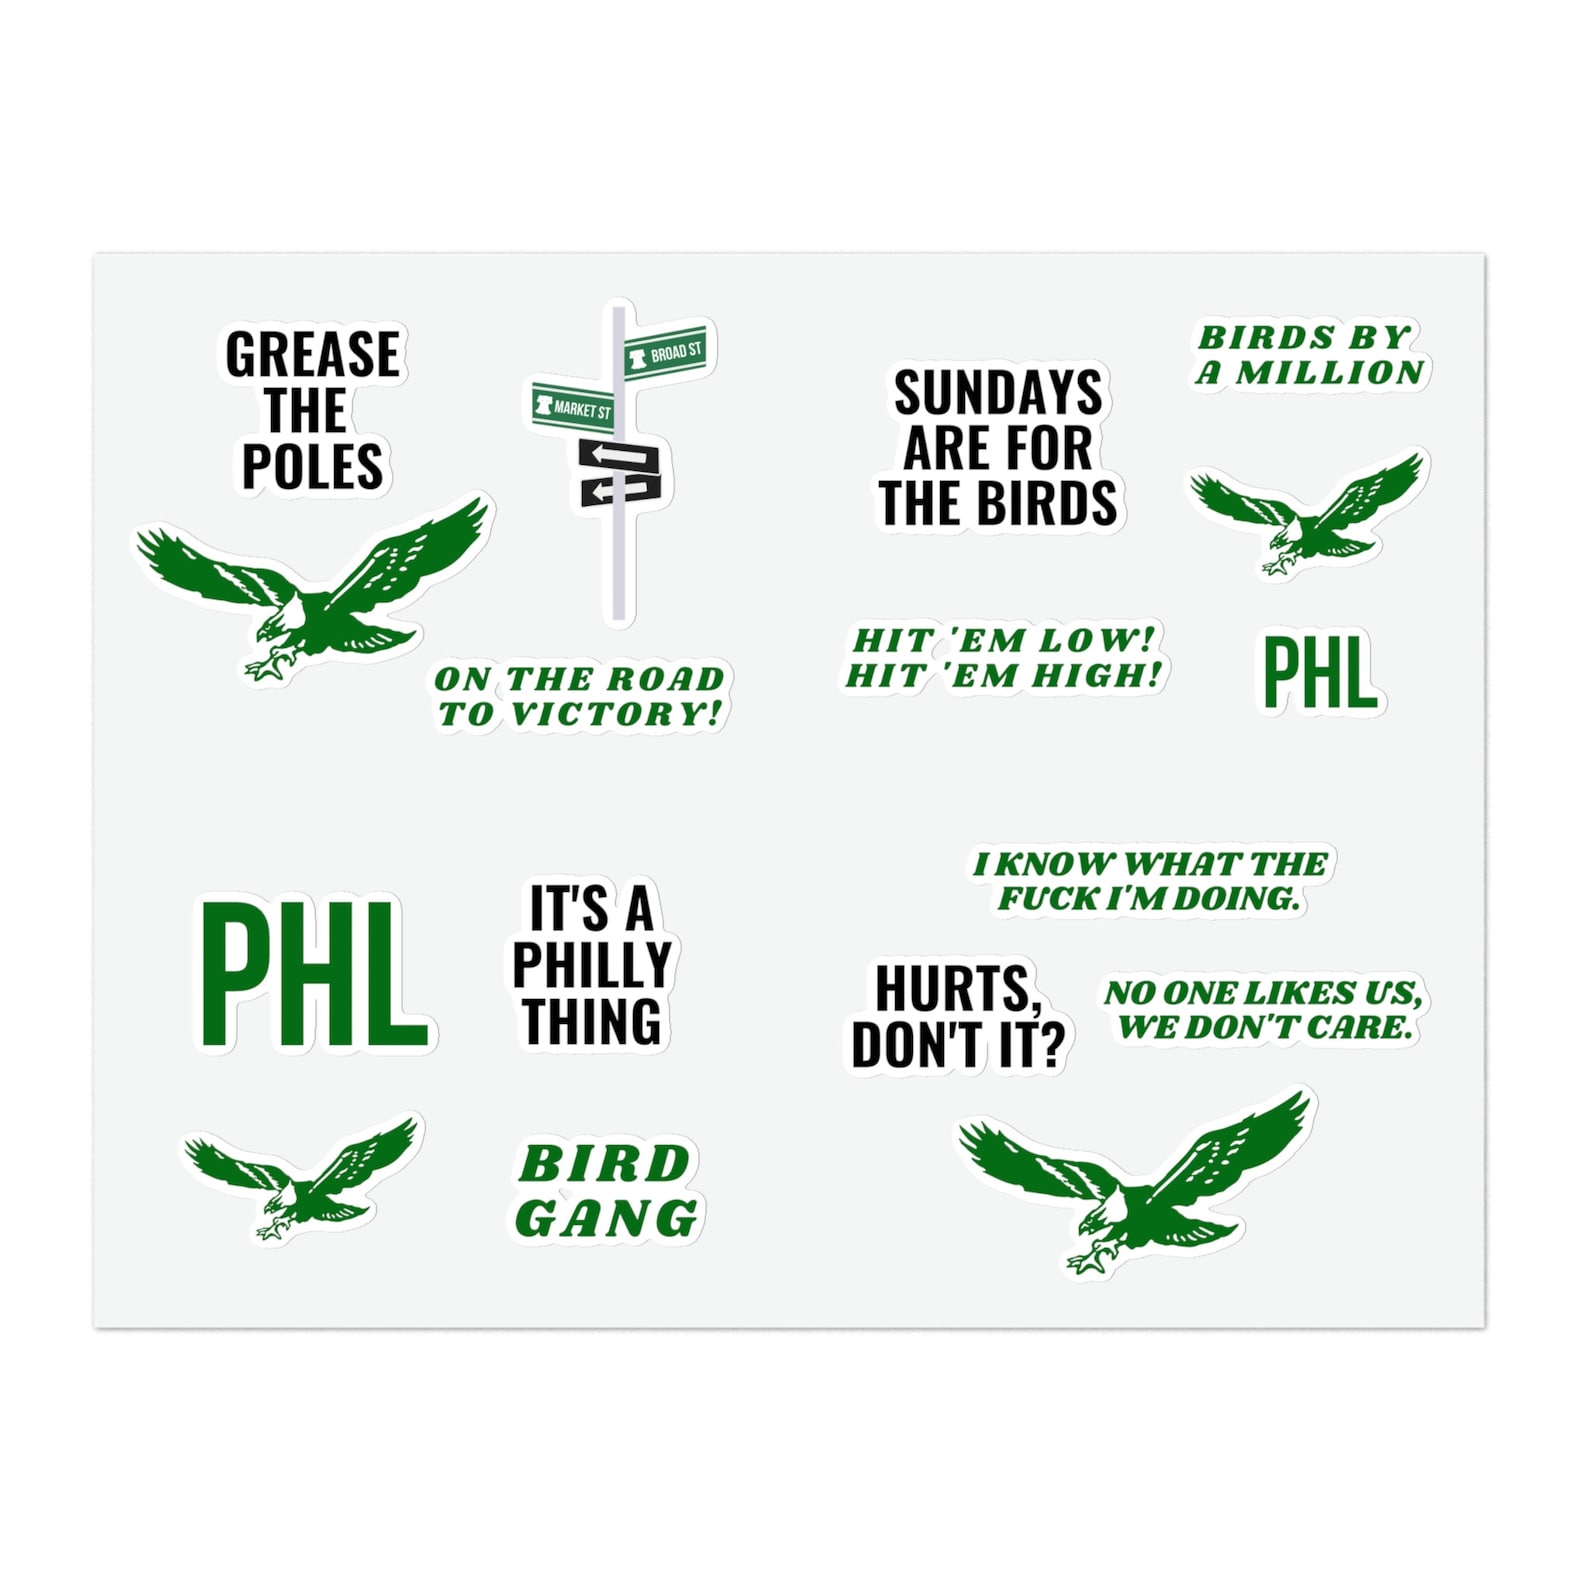 GREASE
THE
POLES
BROAD ST
MARKET ST
ON THE ROAD
TO VICTORY!
SUNDAYS
ARE FOR
THE BIRDS
BIRDS BY
A MILLION
HIT 'EM LOW!
HIT 'EM HIGH!
PHL
PHL
IT'S A
PHILLY
THING
BIRD
GANG
I KNOW WHAT THE
FUCK I'M DOING.
HURTS,
DON'T IT?
NO ONE LIKES US,
WE DON'T CARE.